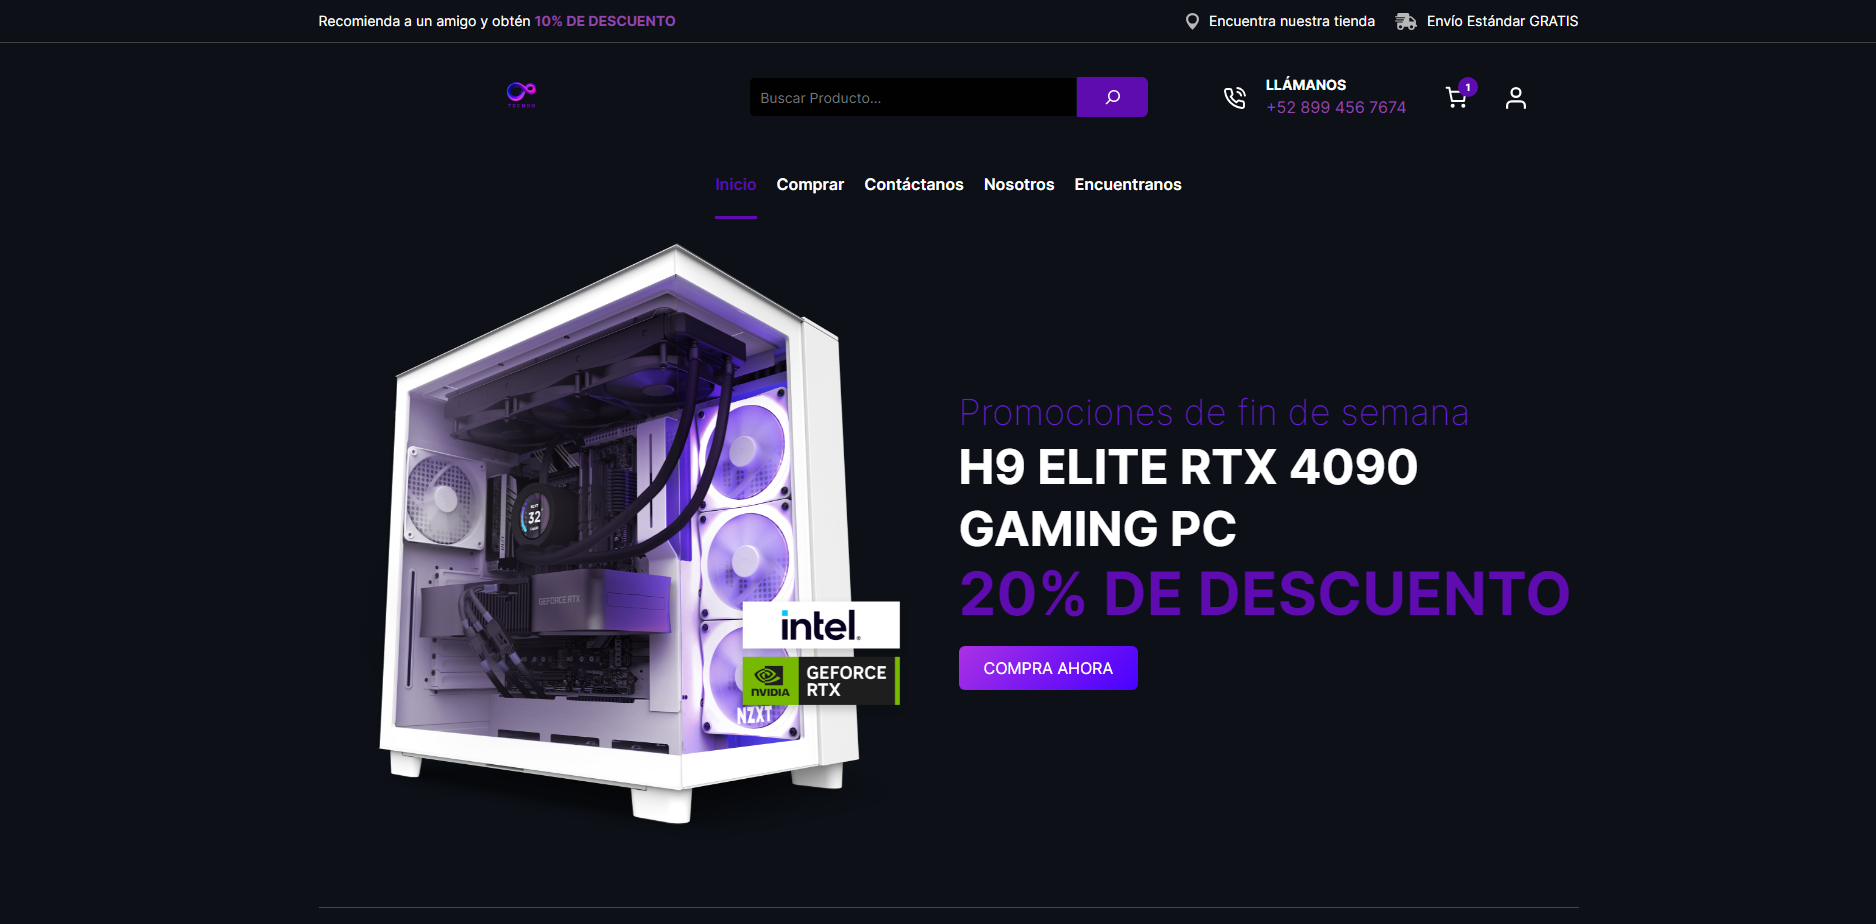 Recomienda a un amigo y obtén 10% DE DESCUENTO
Encuentra nuestra tienda
Envío Estándar GRATIS
TECNOO
Buscar Producto...
LLÁMANOS
+52 899 456 7674
1
Inicio
Comprar
Contáctanos
Nosotros
Encuentranos
NZXT
32
GEFORCE RTX
intel.
NVIDIA
GEFORCE
RTX
NZXT
Promociones de fin de semana
H9 ELITE RTX 4090
GAMING PC
20% DE DESCUENTO
COMPRA AHORA